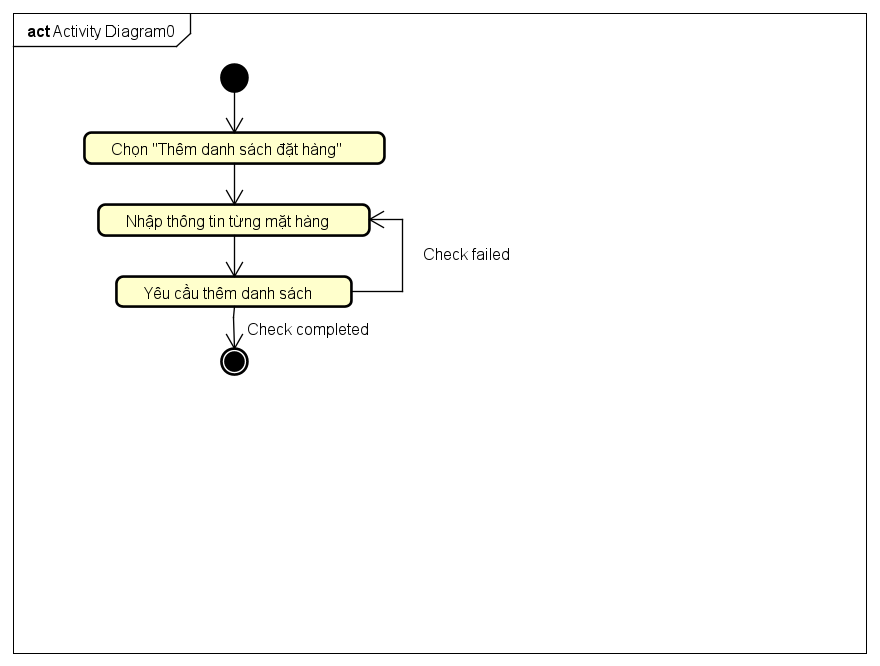 act Activity Diagram0
Chọn "Thêm danh sách đặt hàng"
Nhập thông tin từng mặt hàng
Check failed
Yêu cầu thêm danh sách
Check completed